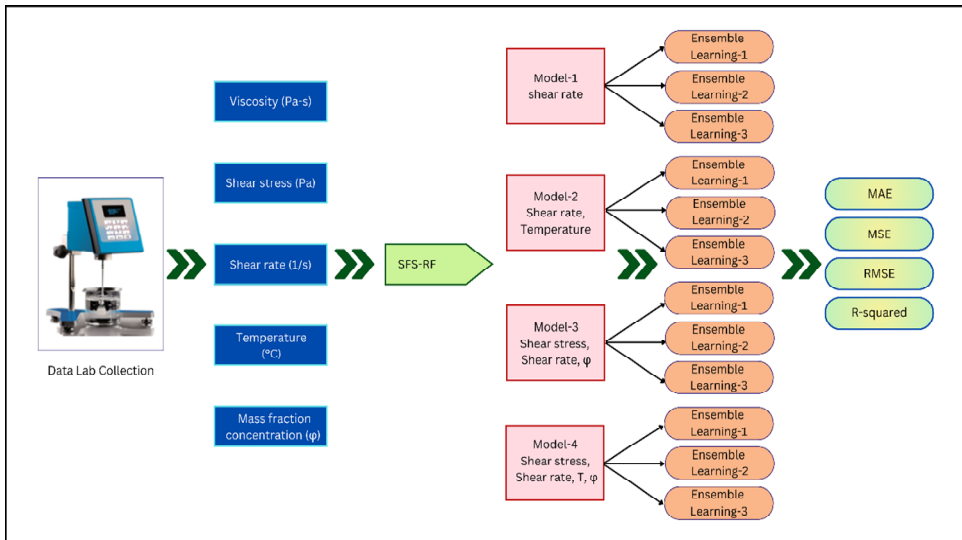 Data Lab Collection
Viscosity (Pa-s)
Shear stress (Pa)
Shear rate (1/s)
Temperature
(°C)
Mass fraction
concentration (φ)
SFS-RF
Model-1
shear rate
Ensemble
Learning-1
Ensemble
Learning-2
Ensemble
Learning-3
Model-2
Shear rate,
Temperature
Ensemble
Learning-1
Ensemble
Learning-2
Ensemble
Learning-3
Model-3
Shear stress,
Shear rate, φ
Ensemble
Learning-1
Ensemble
Learning-2
Ensemble
Learning-3
Model-4
Shear stress,
Shear rate, T, φ
Ensemble
Learning-1
Ensemble
Learning-2
Ensemble
Learning-3
MAE
MSE
RMSE
R-squared